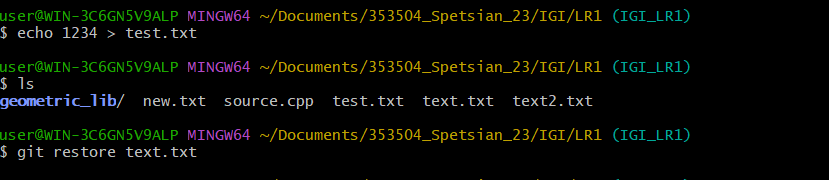 user@WIN-3C6GN5V9ALP MINGW64 ~/Documents/353504_Spetsian_23/IGI/LR1 (IGI_LR1)
$ echo 1234 > test.txt
user@WIN-3C6GN5V9ALP MINGW64 ~/Documents/353504_Spetsian_23/IGI/LR1 (IGI_LR1)
$ ls
geometric_lib/  new.txt  source.cpp  test.txt  text.txt  text2.txt
user@WIN-3C6GN5V9ALP MINGW64 ~/Documents/353504_Spetsian_23/IGI/LR1 (IGI_LR1)
$ git restore text.txt